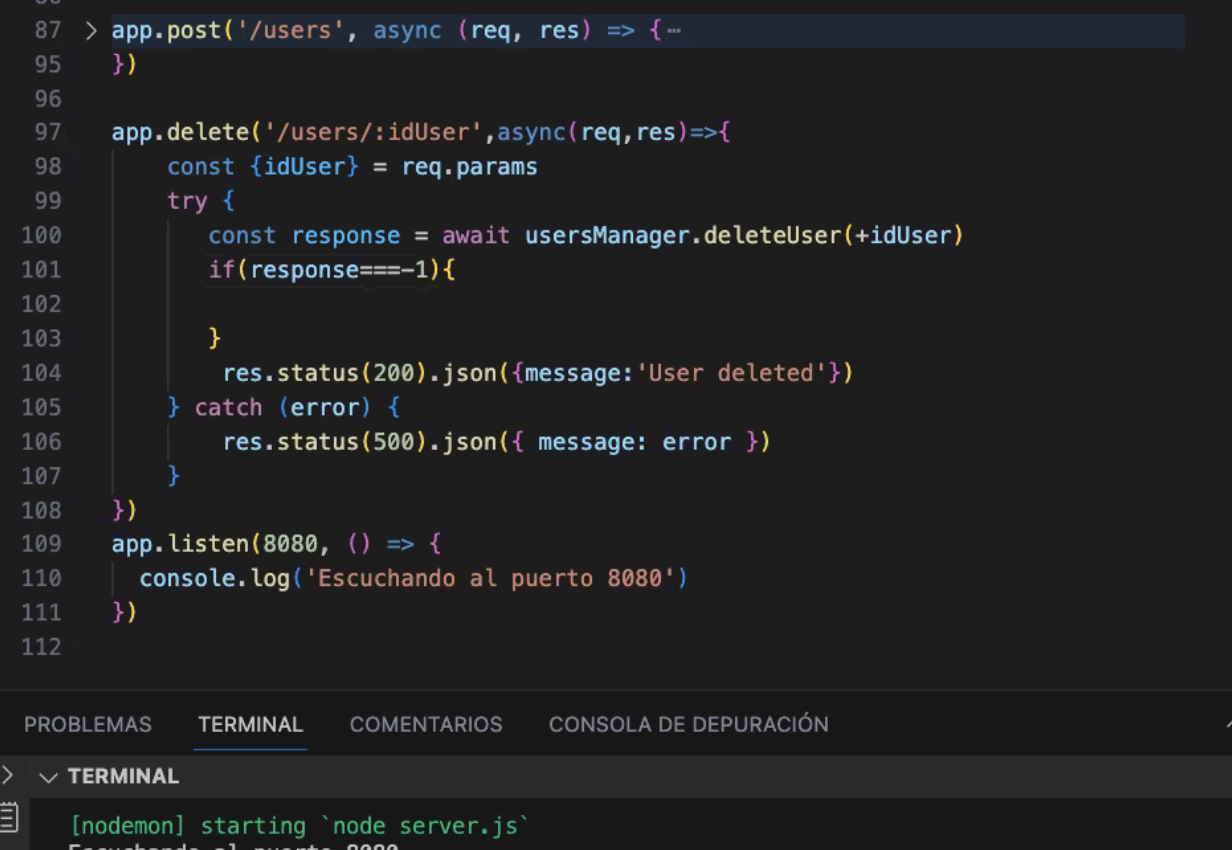 87 app.post('/users', async (req, res) => {…
95 })
96
97 app.delete('/users/:idUser',async(req,res)=>{
98 const {idUser} = req.params
99 try {
100 const response = await usersManager.deleteUser(+idUser)
101 if(response===-1){
102
103 }
104 res.status(200).json({message:'User deleted'})
105 } catch (error) {
106 res.status(500).json({ message: error })
107 }
108 })
109 app.listen(8080, () => {
110 console.log('Escuchando al puerto 8080')
111 })
112
PROBLEMAS TERMINAL COMENTARIOS CONSOLA DE DEPURACIÓN
TERMINAL
[nodemon] starting `node server.js`
Escuchando al puerto 8080